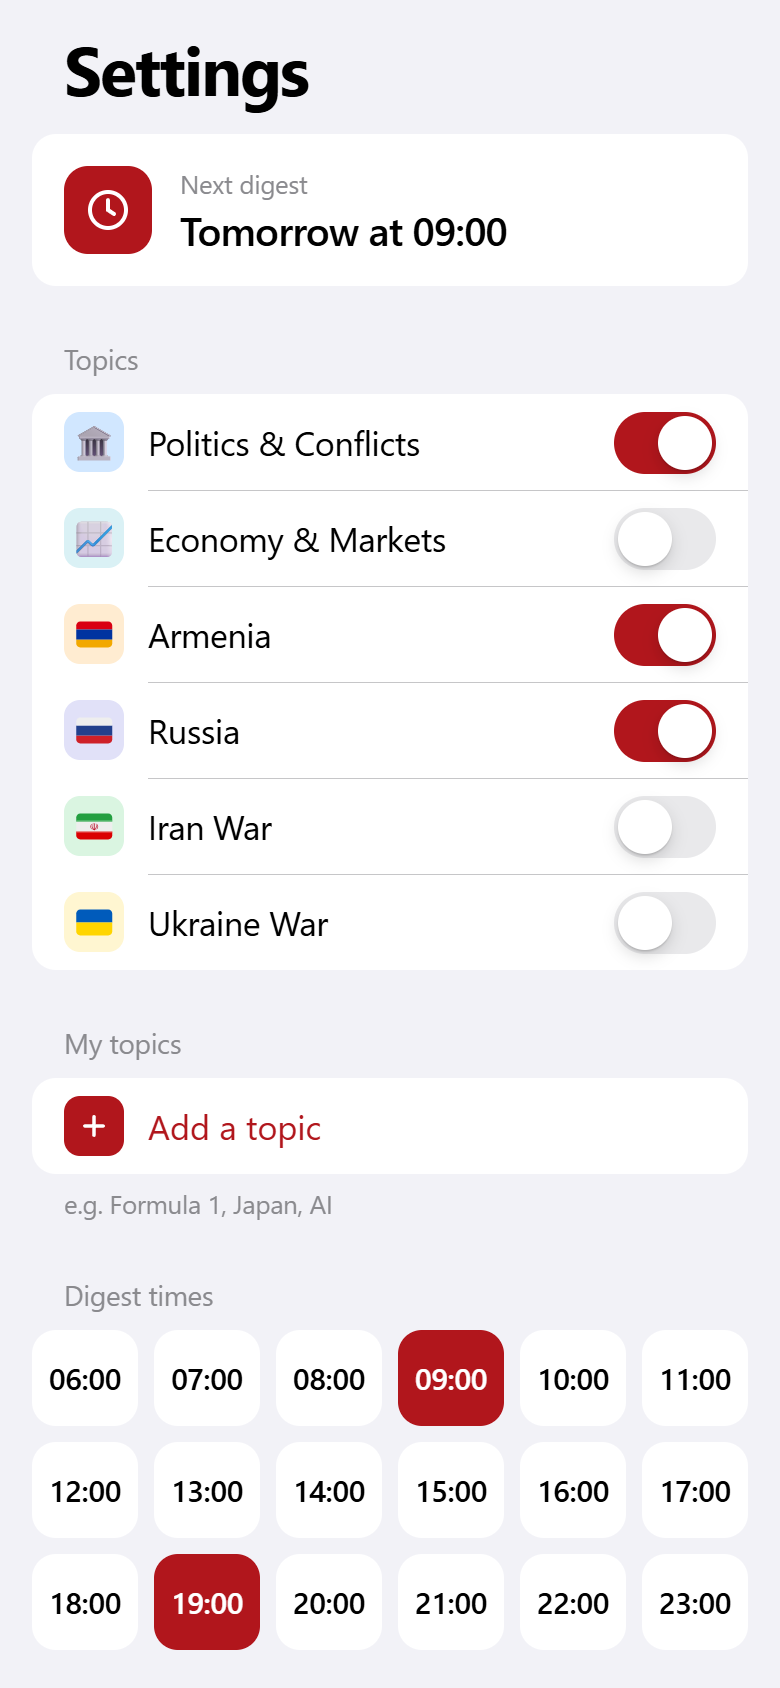 Settings
Next digest
Tomorrow at 09:00
Topics
Politics & Conflicts
Economy & Markets
Armenia
Russia
Iran War
Ukraine War
My topics
Add a topic
e.g. Formula 1, Japan, AI
Digest times
06:00 07:00 08:00 09:00 10:00 11:00
12:00 13:00 14:00 15:00 16:00 17:00
18:00 19:00 20:00 21:00 22:00 23:00